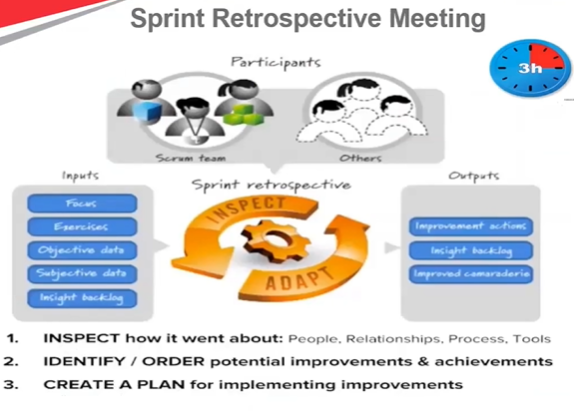 Sprint Retrospective Meeting
Participants
3h
Scrum team
Others
Inputs
Sprint retrospective
Outputs
Focus
Exercises
Objective data
Subjective data
Insight backlog
INSPECT
ADAPT
Improvement actions
Insight backlog
Improved camaraderie
1. INSPECT how it went about: People, Relationships, Process, Tools
2. IDENTIFY / ORDER potential improvements & achievements
3. CREATE A PLAN for implementing improvements